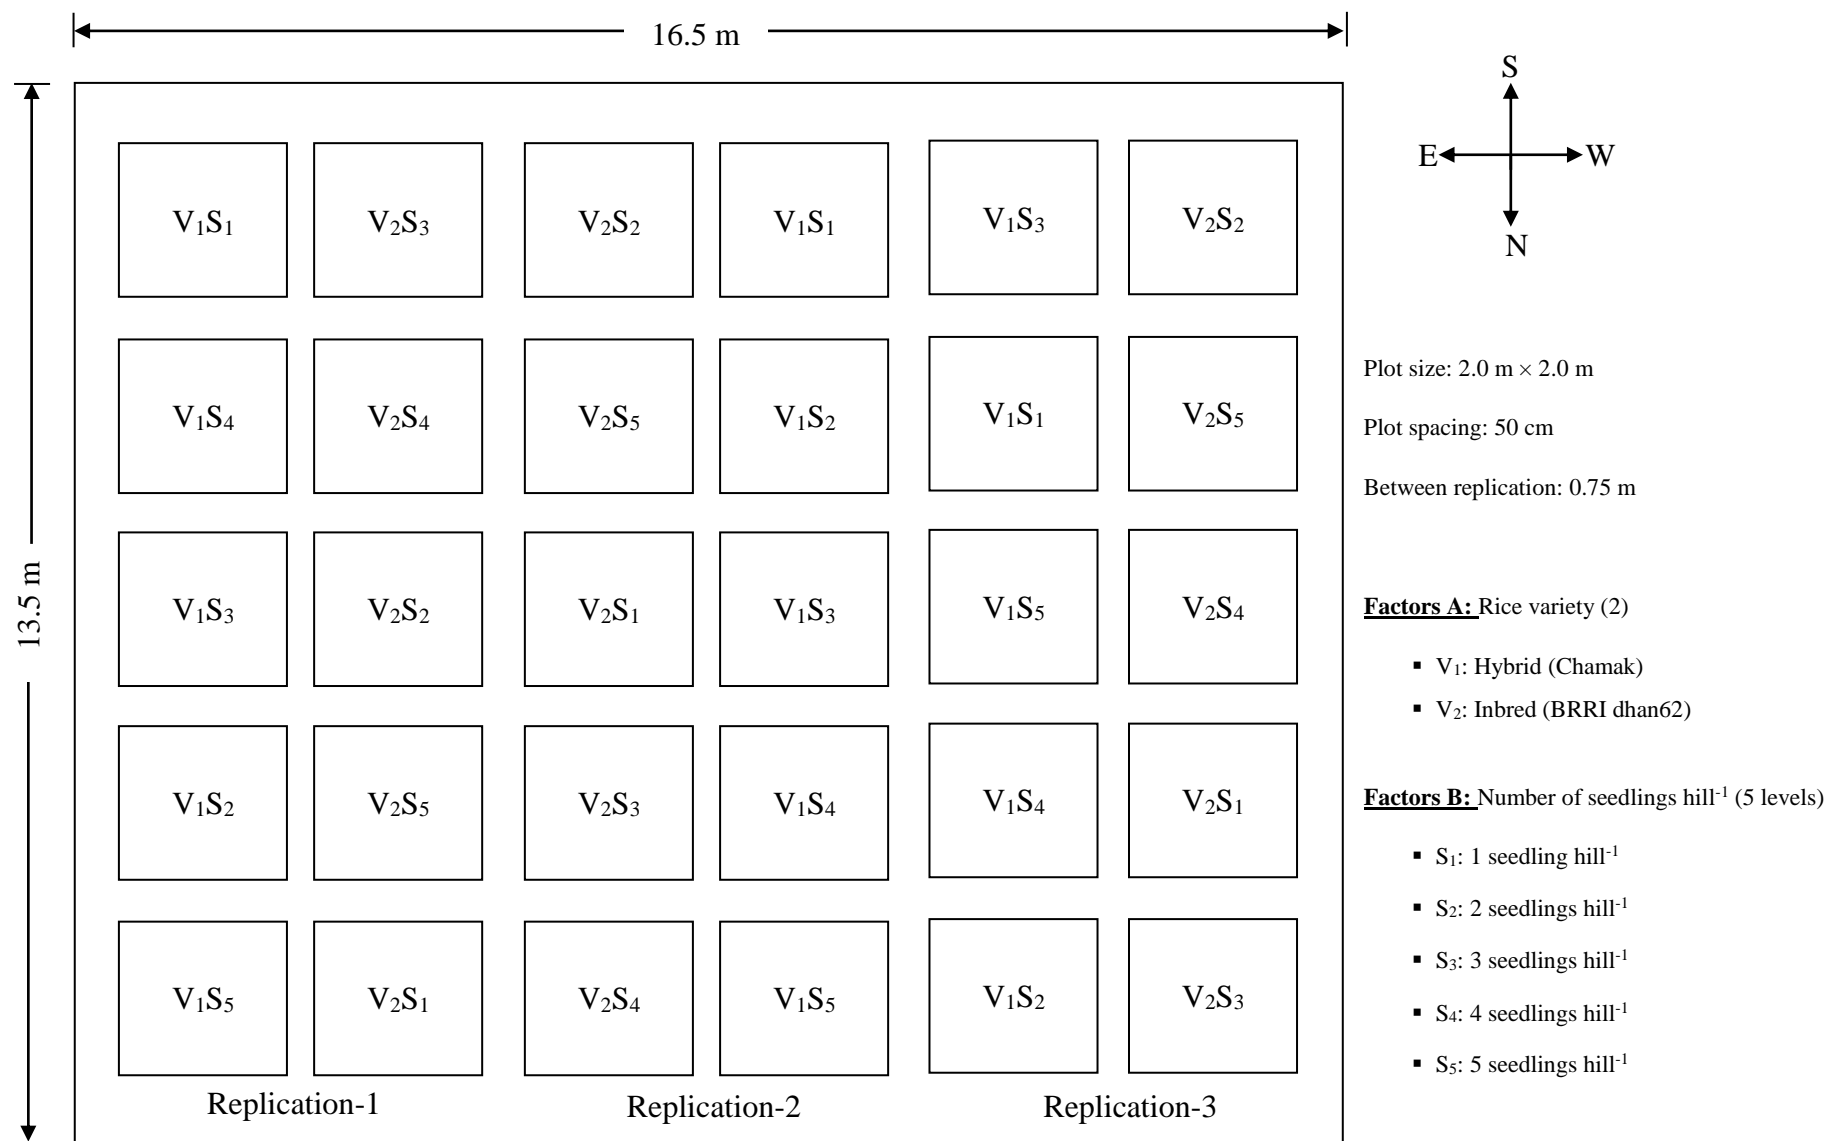 16.5 m
S
E W
N
13.5 m
V₁S₁ V₂S₃ V₂S₂ V₁S₁ V₁S₃ V₂S₂
V₁S₄ V₂S₄ V₂S₅ V₁S₂ V₁S₁ V₂S₅
V₁S₃ V₂S₂ V₂S₁ V₁S₃ V₁S₅ V₂S₄
V₁S₂ V₂S₅ V₂S₃ V₁S₄ V₁S₄ V₂S₁
V₁S₅ V₂S₁ V₂S₄ V₁S₅ V₁S₂ V₂S₃
Replication-1 Replication-2 Replication-3
Plot size: 2.0 m × 2.0 m
Plot spacing: 50 cm
Between replication: 0.75 m
Factors A: Rice variety (2)
▪ V₁: Hybrid (Chamak)
▪ V₂: Inbred (BRRI dhan62)
Factors B: Number of seedlings hill⁻¹ (5 levels)
▪ S₁: 1 seedling hill⁻¹
▪ S₂: 2 seedlings hill⁻¹
▪ S₃: 3 seedlings hill⁻¹
▪ S₄: 4 seedlings hill⁻¹
▪ S₅: 5 seedlings hill⁻¹